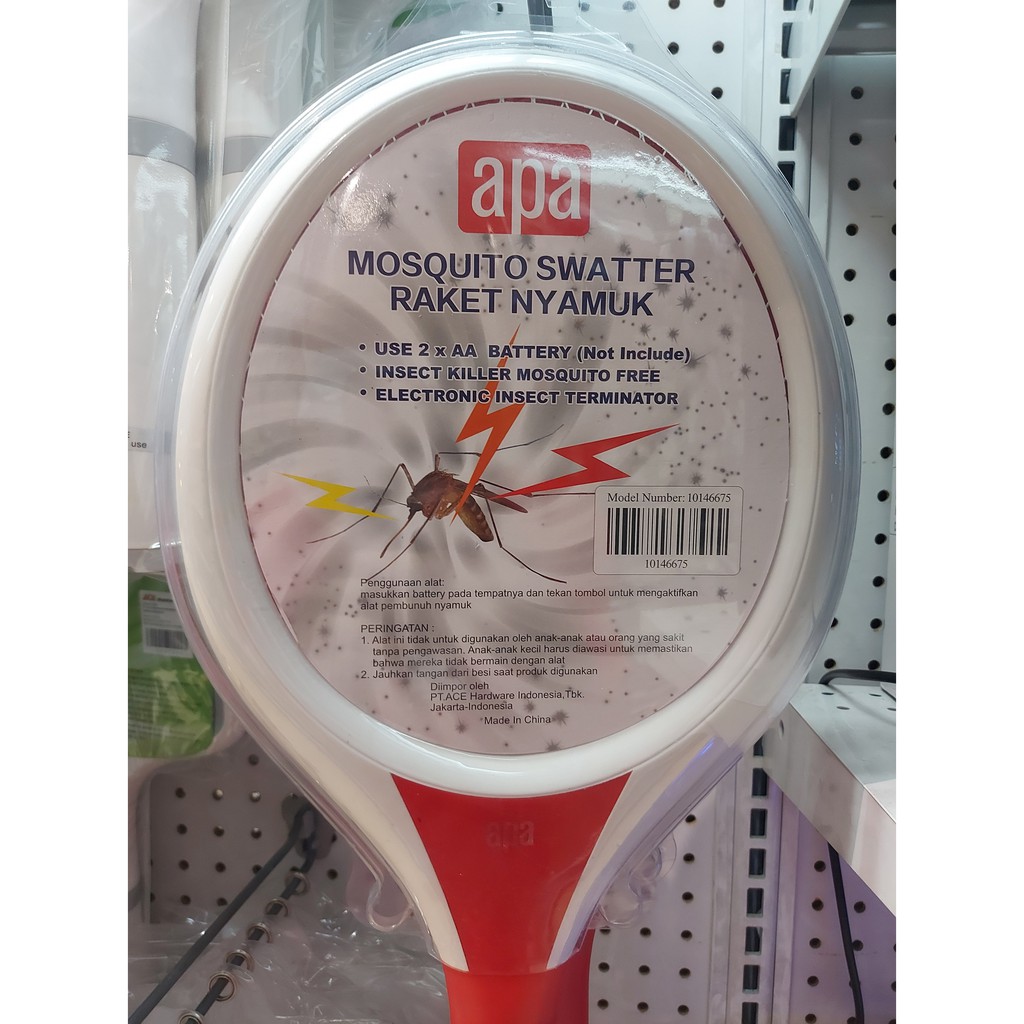 apa
MOSQUITO SWATTER
RAKET NYAMUK
• USE 2 x AA BATTERY (Not Include)
• INSECT KILLER MOSQUITO FREE
• ELECTRONIC INSECT TERMINATOR
Model Number: 10146675
10146675
Penggunaan alat:
masukkan battery pada tempatnya dan tekan tombol untuk mengaktifkan
alat pembunuh nyamuk
PERINGATAN :
1. Alat ini tidak untuk digunakan oleh anak-anak atau orang yang sakit
tanpa pengawasan. Anak-anak kecil harus diawasi untuk memastikan
bahwa mereka tidak bermain dengan alat
2. Jauhkan tangan dari besi saat produk digunakan
Diimpor oleh
PT.ACE Hardware Indonesia,Tbk.
Jakarta-Indonesia
Made In China
apa
use